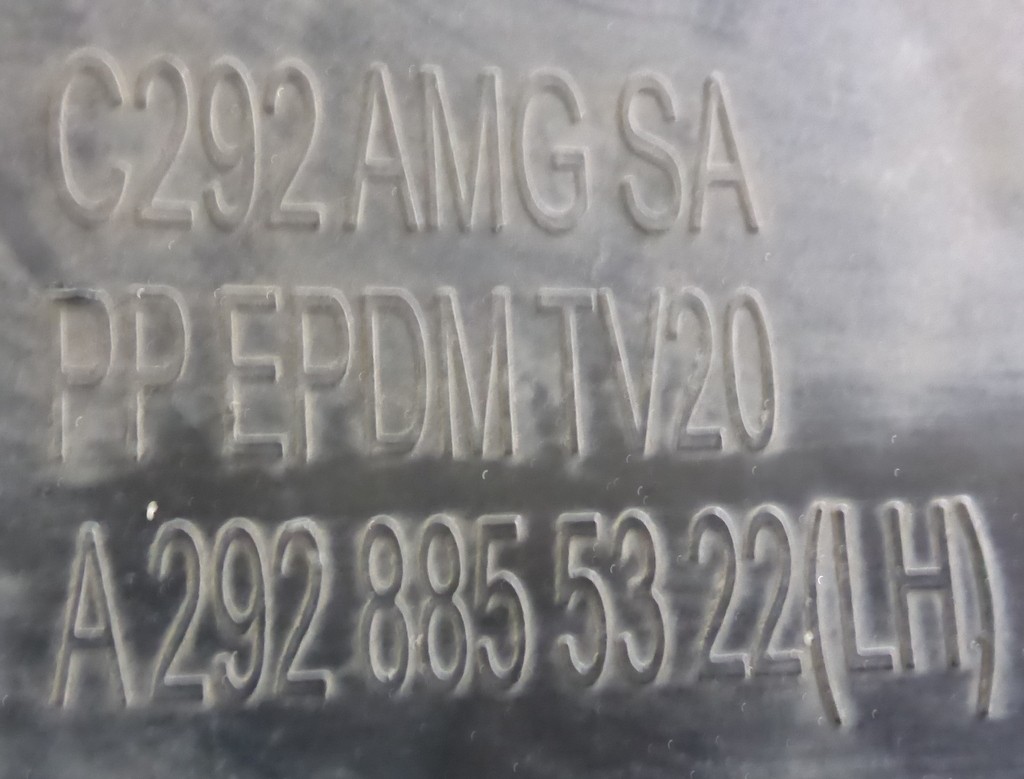 C292 AMG SA
PP EPDM TV20
A 292 885 53 22 (LH)